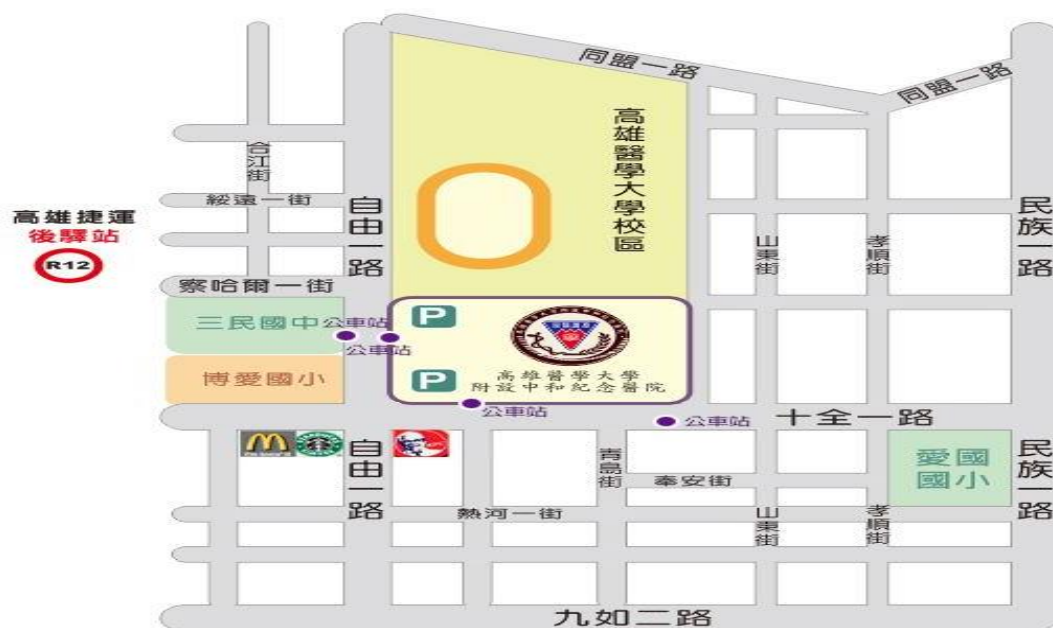 同盟一路
同盟一路
高雄醫學大學校區
合江街
綏遠一街
高雄捷運
後驛站
R12
自由一路
山東街
孝順街
民族一路
察哈爾一街
三民國中
公車站
公車站
P
P
博愛國小
高雄醫學大學
附設中和紀念醫院
公車站
公車站
十全一路
自由一路
青島街
奉安街
愛國
國小
民族一路
熱河一街
山東街
孝順街
九如二路